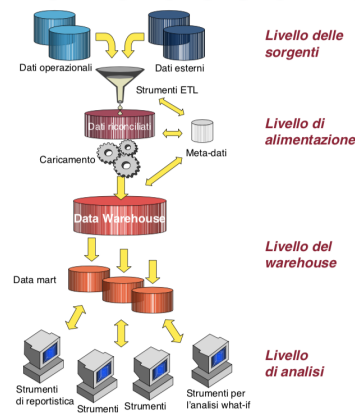 Livello delle
sorgenti
Dati operazionali
Dati esterni
Strumenti ETL
Livello di
alimentazione
Dati riconciliati
Caricamento
Meta-dati
Data Warehouse
Livello del
warehouse
Data mart
Livello
di analisi
Strumenti
di reportistica
Strumenti
Strumenti
Strumenti per
l'analisi what-if